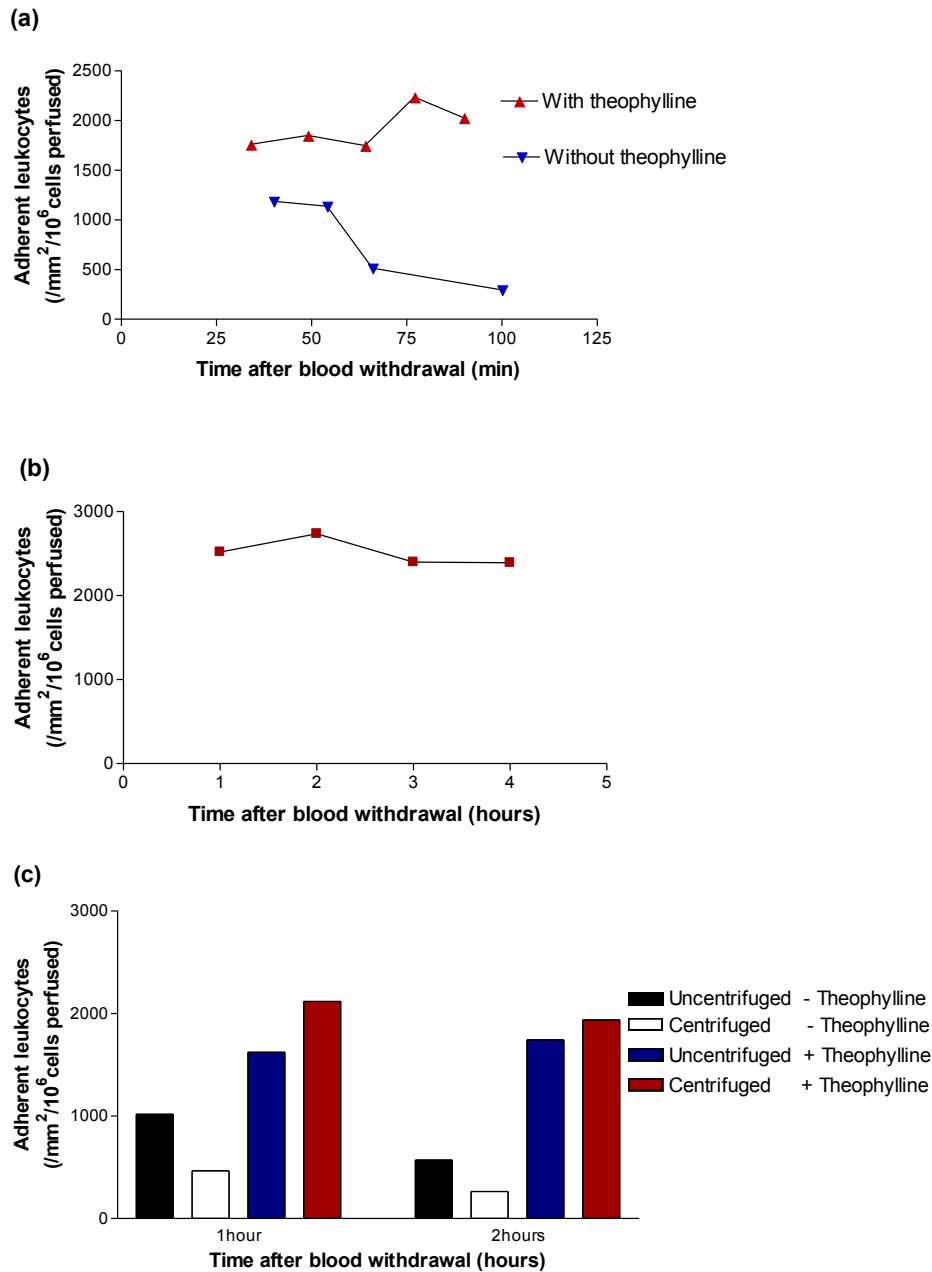 (a)
Adherent leukocytes
(/mm²/10⁶cells perfused)
2500
2000
1500
1000
500
0
0 25 50 75 100 125
Time after blood withdrawal (min)
With theophylline
Without theophylline
(b)
Adherent leukocytes
(/mm²/10⁶cells perfused)
3000
2000
1000
0
0 1 2 3 4 5
Time after blood withdrawal (hours)
(c)
Adherent leukocytes
(/mm²/10⁶cells perfused)
3000
2000
1000
0
1hour 2hours
Time after blood withdrawal (hours)
Uncentrifuged - Theophylline
Centrifuged - Theophylline
Uncentrifuged + Theophylline
Centrifuged + Theophylline